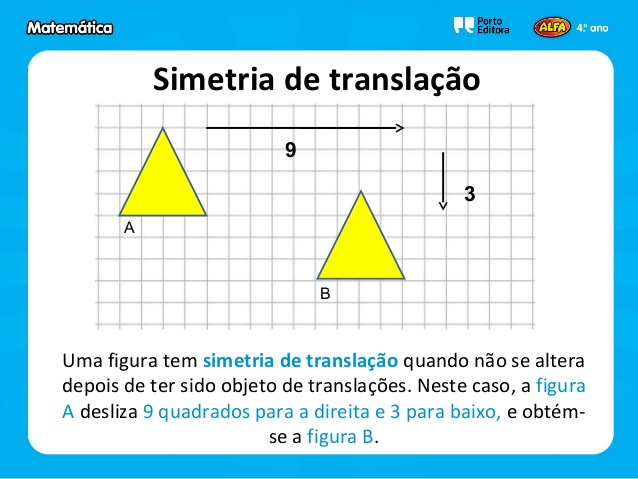 Matemática
Porto
Editora
ALFA 4.º ano
Simetria de translação
9
3
A
B
Uma figura tem simetria de translação quando não se altera
depois de ter sido objeto de translações. Neste caso, a figura
A desliza 9 quadrados para a direita e 3 para baixo, e obtém-
se a figura B.